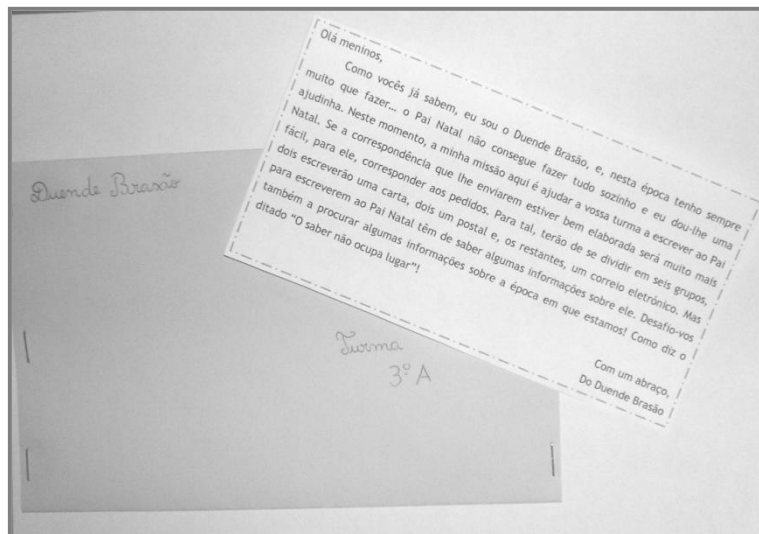 Olá meninos,
Como vocês já sabem, eu sou o Duende Brasão, e, nesta época tenho sempre
muito que fazer... o Pai Natal não consegue fazer tudo sozinho e eu dou-lhe uma
ajudinha. Neste momento, a minha missão aqui é ajudar a vossa turma a escrever ao Pai
Natal. Se a correspondência que lhe enviarem estiver bem elaborada será muito mais
fácil, para ele, corresponder aos pedidos. Para tal, terão de se dividir em seis grupos,
dois escreverão uma carta, dois um postal e, os restantes, um correio eletrónico. Mas
para escreverem ao Pai Natal têm de saber algumas informações sobre ele. Desafio-vos
também a procurar algumas informações sobre a época em que estamos! Como diz o
ditado “O saber não ocupa lugar”!
Com um abraço,
Do Duende Brasão
Duende Brasão
Turma
3º A